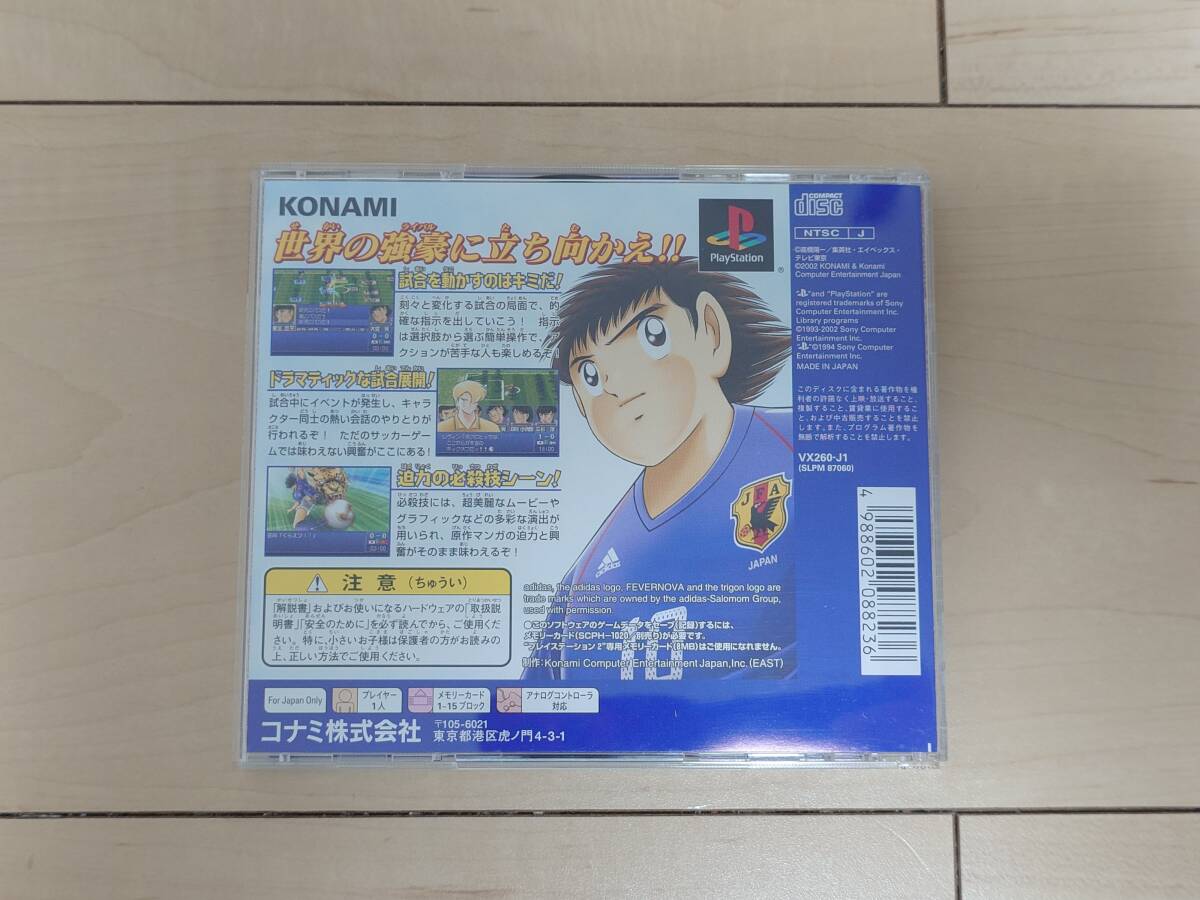 KONAMI
世界の強豪に立ち向かえ!!
試合を動かすのはキミだ!
刻々と変化する試合の局面で、的
確な指示を出していこう! 指示
は選択肢から選ぶ簡単操作で、ア
クションが苦手な人も楽しめるぞ!
ドラマティックな試合展開!
試合中にイベントが発生し、キャラ
クター同士の熱い会話のやりとりが
行われるぞ! ただのサッカーゲー
ムでは味わえない興奮がここにある!
1-0
迫力の必殺技シーン!
必殺技には、超美麗なムービーや
グラフィックなどの多彩な演出が
用いられ、原作マンガの迫力と興
奮がそのまま味わえるぞ!
0-0
注意(ちゅうい)
「解説書」およびお使いになるハードウェアの「取扱説
明書」「安全のために」を必ず読んでから、ご使用くだ
さい。特に、小さいお子様は保護者の方がお読みの
上、正しい方法でご使用ください。
PlayStation
®
JFA
JAPAN
adidas
10
adidas, the adidas logo, FEVERNOVA and the trigon logo are
trade marks which are owned by the adidas-Salomom Group,
used with permission.
●このソフトウェアのゲームデータをセーブ(記録)するには、
メモリーカード(SCPH-1020/別売り)が必要です。
"プレイステーション 2"専用メモリーカード(8MB)はご使用になれません。
制作:Konami Computer Entertainment Japan,Inc.(EAST)
For Japan Only
プレイヤー
1人
メモリーカード
1~15ブロック
アナログコントローラ
対応
コナミ株式会社
〒105-6021
東京都港区虎ノ門4-3-1
COMPACT
disc
NTSC J
©高橋陽一/集英社・エイベックス・
テレビ東京
©2002 KONAMI & Konami
Computer Entertainment Japan
" " and "PlayStation" are
registered trademarks of Sony
Computer Entertainment Inc.
Library programs
©1993-2002 Sony Computer
Entertainment Inc.
©1994 Sony Computer
Entertainment Inc.
MADE IN JAPAN
このディスクに含まれる著作物を権
利者の許諾なく上映・放送すること、
複製すること、賃貸業に使用するこ
と、および中古販売することを禁止
します。また、プログラム著作物を
無断で解析することを禁止します。
VX260-J1
(SLPM 87060)
4 988602 088236